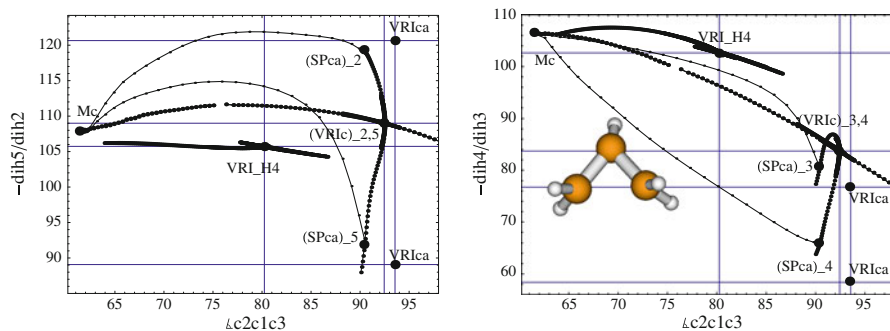 −dih5/dih2
120
115
110
105
100
95
90
65
70
75
80
85
90
95
∠c2c1c3
VRIca
(SPca)_2
Mc
(VRIc)_2,5
VRI_H4
(SPca)_5
VRIca
−dih4/dih3
110
100
90
80
70
60
65
70
75
80
85
90
95
∠c2c1c3
Mc
VRI_H4
(VRIc)_3,4
(SPca)_3
VRIca
(SPca)_4
VRIca